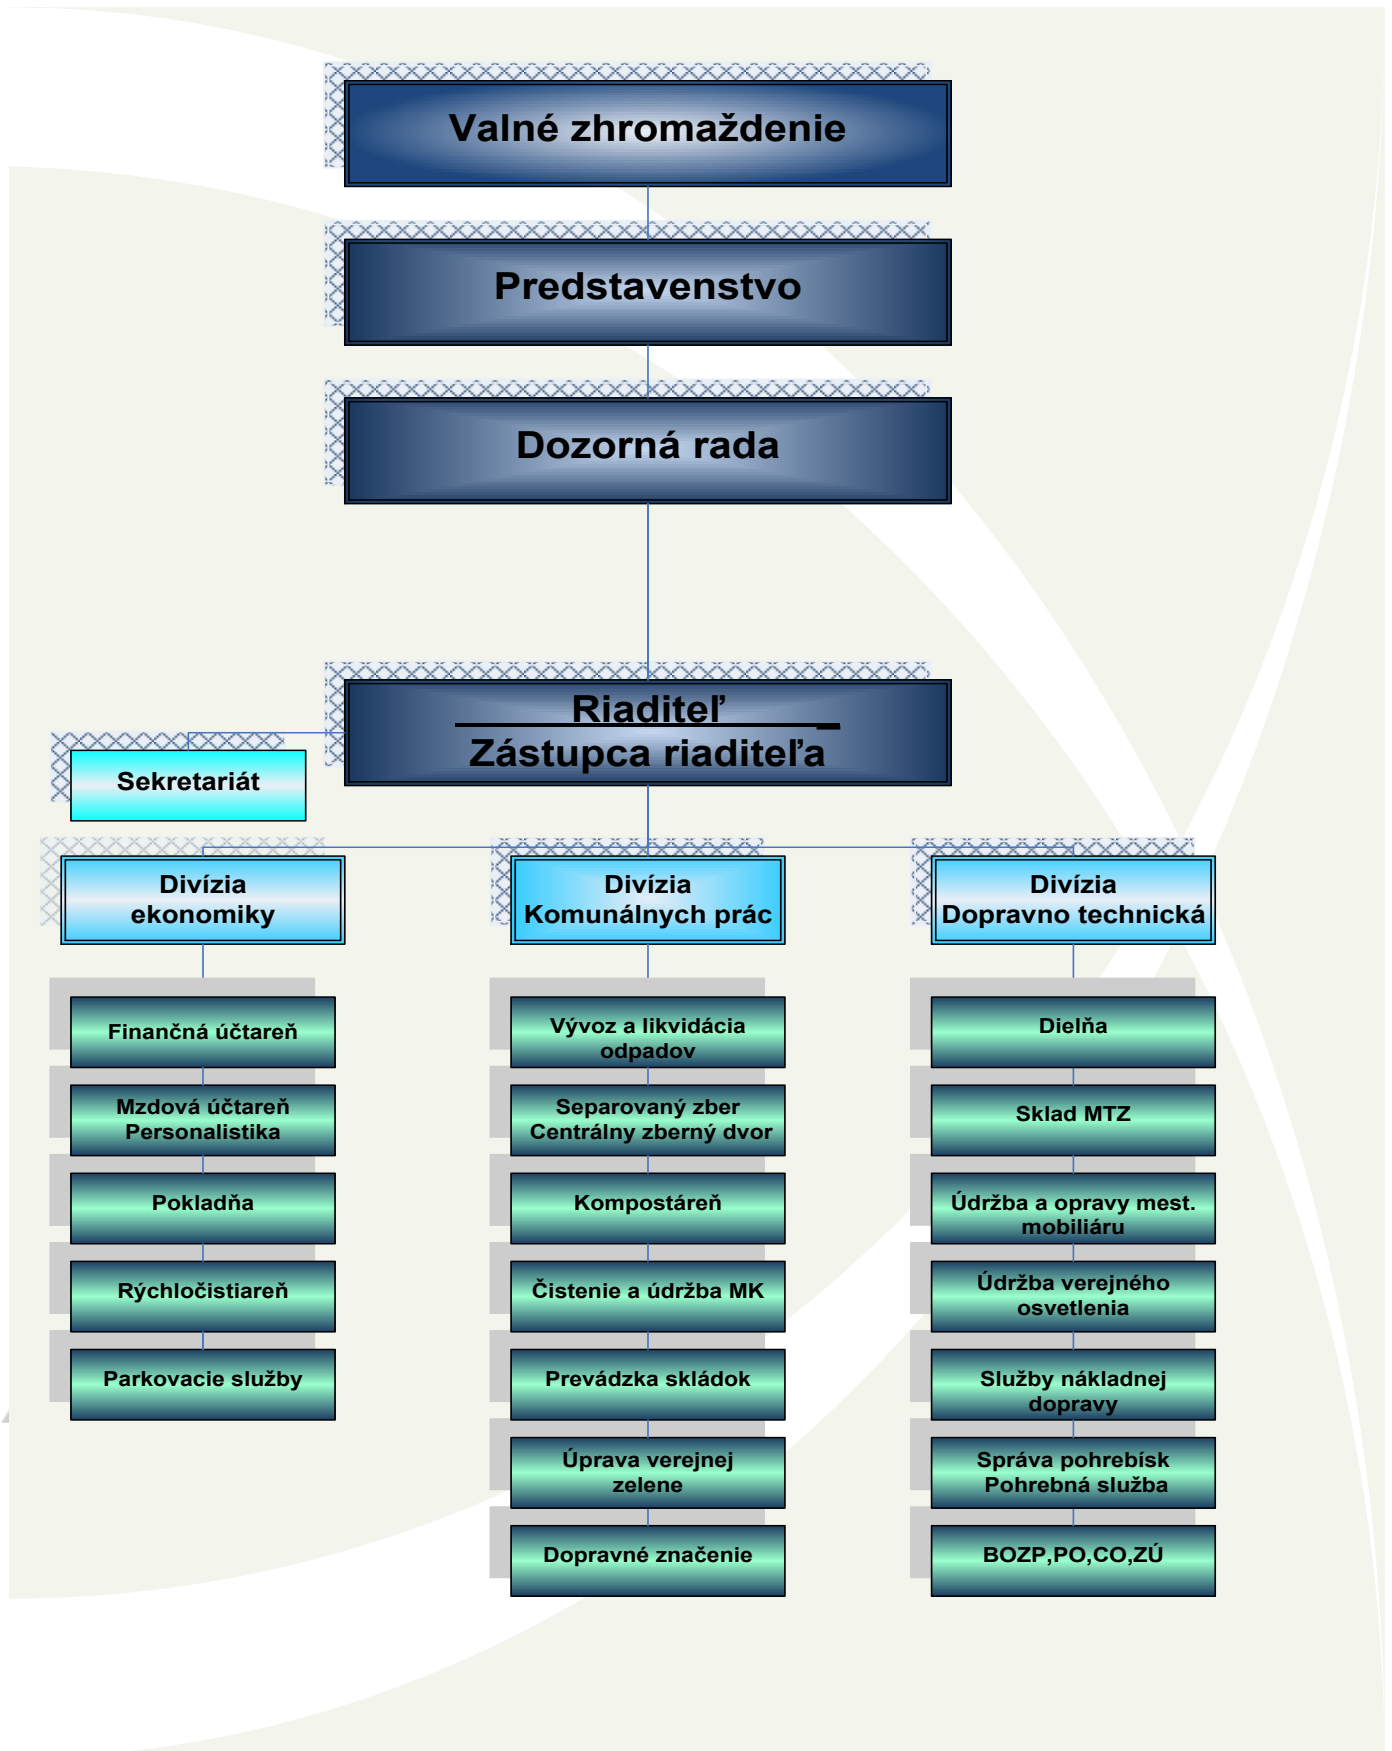 Valné zhromaždenie
Predstavenstvo
Dozorná rada
Riaditeľ
Zástupca riaditeľa
Sekretariát
Divízia
ekonomiky
Finančná účtareň
Mzdová účtareň
Personalistika
Pokladňa
Rýchločistiareň
Parkovacie služby
Divízia
Komunálnych prác
Vývoz a likvidácia
odpadov
Separovaný zber
Centrálny zberný dvor
Kompostáreň
Čistenie a údržba MK
Prevádzka skládok
Úprava verejnej
zelene
Dopravné značenie
Divízia
Dopravno technická
Dielňa
Sklad MTZ
Údržba a opravy mest.
mobiliáru
Údržba verejného
osvetlenia
Služby nákladnej
dopravy
Správa pohrebísk
Pohrebná služba
BOZP,PO,CO,ZÚ